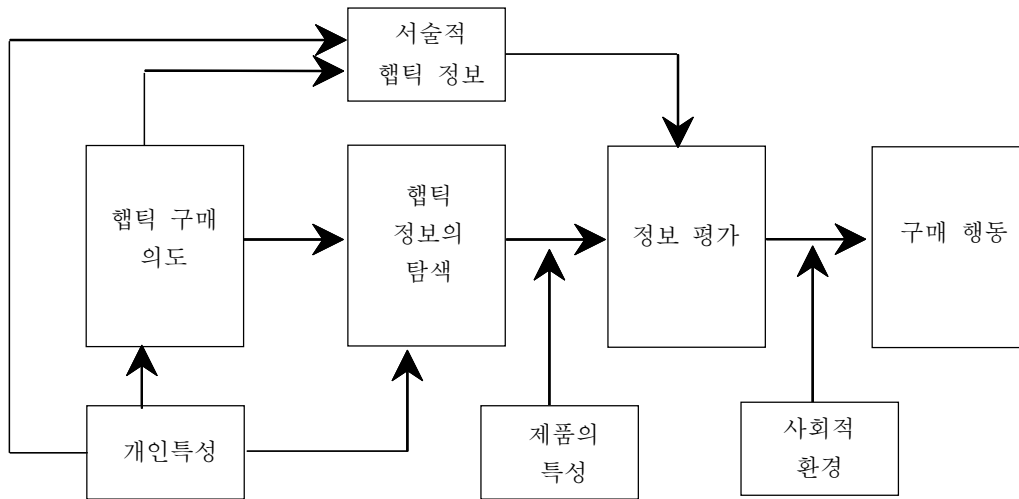 서술적
햅틱 정보
햅틱 구매
의도
햅틱
정보의
탐색
정보 평가
구매 행동
개인특성
제품의
특성
사회적
환경